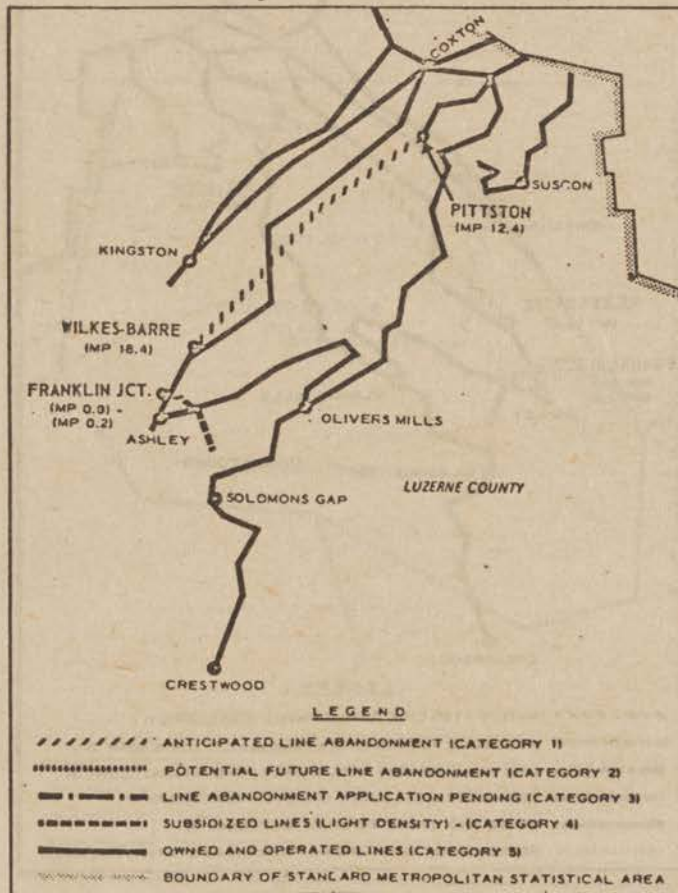 COXTON
SUSCON
PITTSTON
(MP 12.4)
KINGSTON
WILKES-BARRE
(MP 18.4)
FRANKLIN JCT.
(MP 0.0) -
(MP 0.2)
ASHLEY
OLIVERS MILLS
LUZERNE COUNTY
SOLOMONS GAP
CRESTWOOD
LEGEND
ANTICIPATED LINE ABANDONMENT (CATEGORY 1)
POTENTIAL FUTURE LINE ABANDONMENT (CATEGORY 2)
LINE ABANDONMENT APPLICATION PENDING (CATEGORY 3)
SUBSIDIZED LINES (LIGHT DENSITY) - (CATEGORY 4)
OWNED AND OPERATED LINES (CATEGORY 5)
BOUNDARY OF STANDARD METROPOLITAN STATISTICAL AREA